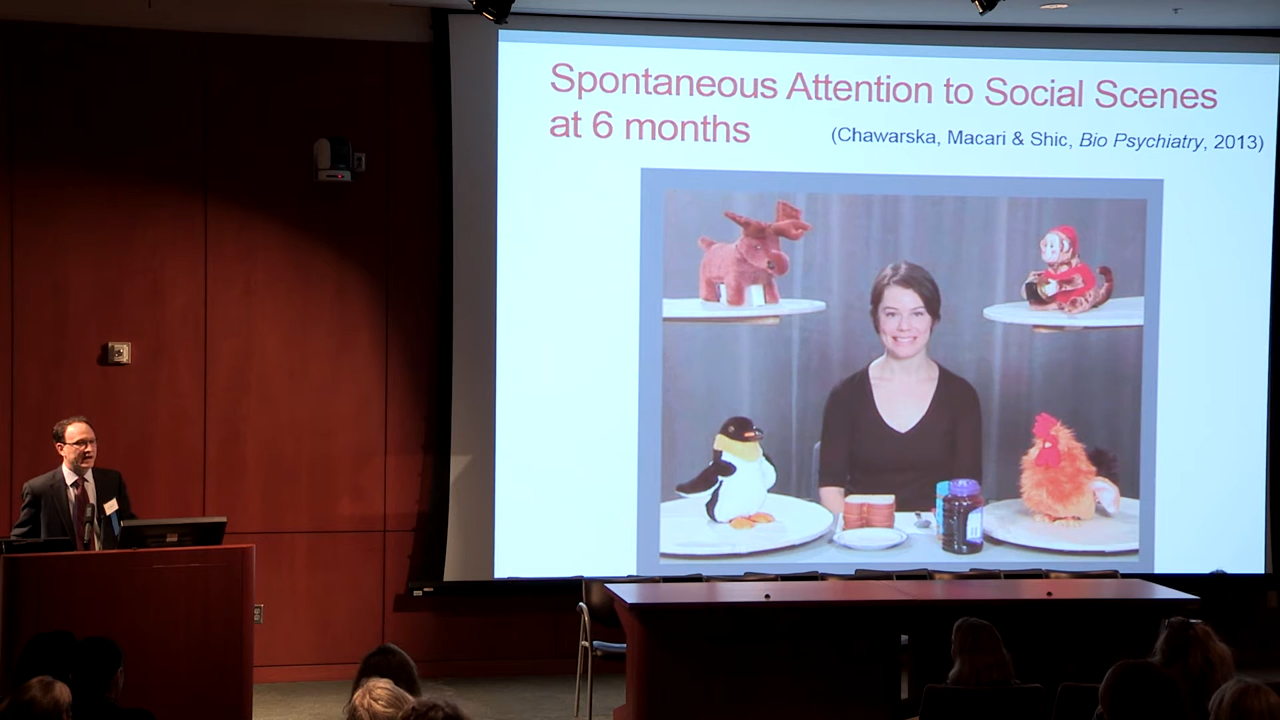 Spontaneous Attention to Social Scenes
at 6 months
(Chawarska, Macari & Shic, Bio Psychiatry, 2013)